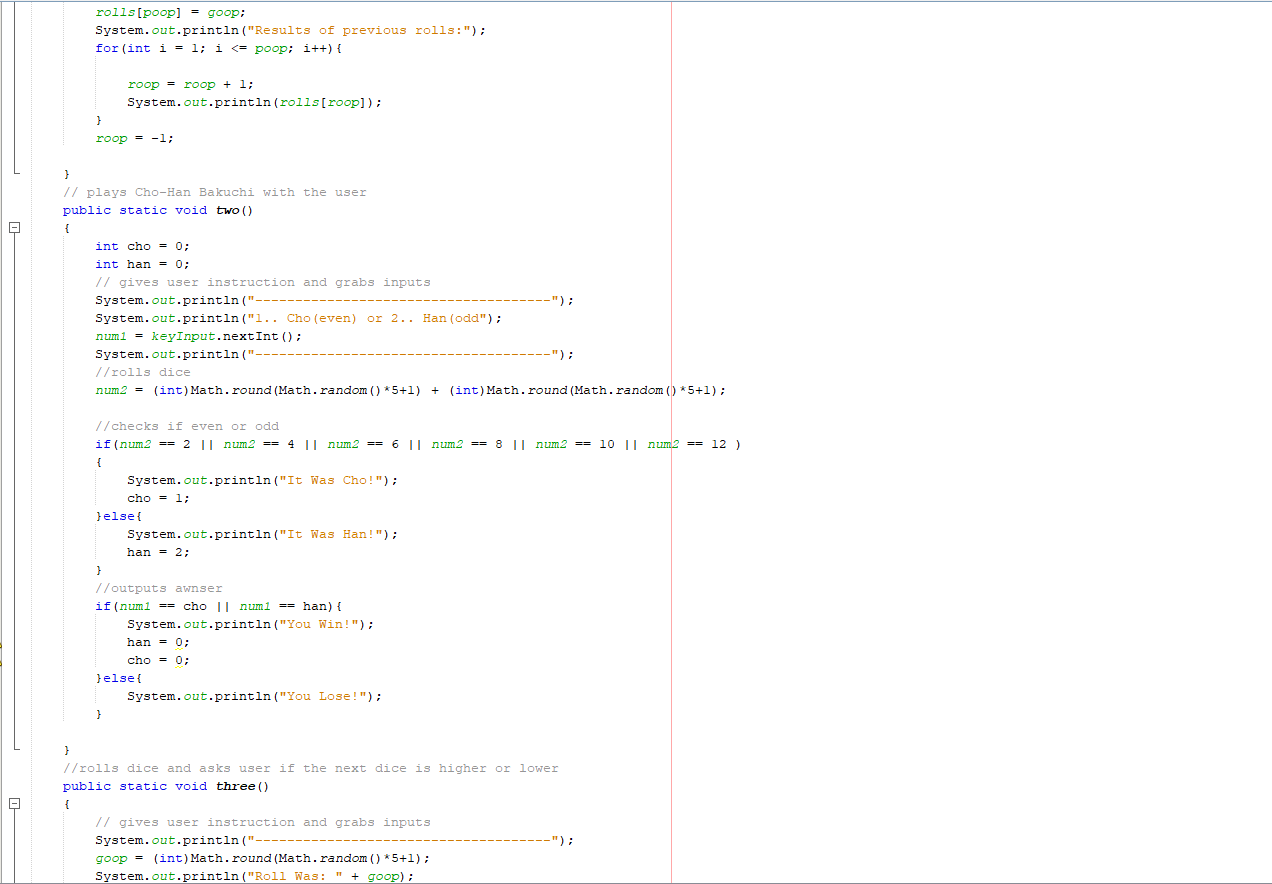 rolls[poop] = goop;
System.out.println("Results of previous rolls:");
for(int i = 1; i <= poop; i++){
roop = roop + 1;
System.out.println(rolls[roop]);
}
roop = -1;
}
// plays Cho-Han Bakuchi with the user
public static void two()
{
int cho = 0;
int han = 0;
// gives user instruction and grabs inputs
System.out.println("-------------------------------------");
System.out.println("1.. Cho(even) or 2.. Han(odd");
num1 = keyInput.nextInt();
System.out.println("-------------------------------------");
//rolls dice
num2 = (int)Math.round(Math.random()*5+1) + (int)Math.round(Math.random()*5+1);
//checks if even or odd
if(num2 == 2 || num2 == 4 || num2 == 6 || num2 == 8 || num2 == 10 || num2 == 12 )
{
System.out.println("It Was Cho!");
cho = 1;
}else{
System.out.println("It Was Han!");
han = 2;
}
//outputs awnser
if(num1 == cho || num1 == han){
System.out.println("You Win!");
han = 0;
cho = 0;
}else{
System.out.println("You Lose!");
}
}
//rolls dice and asks user if the next dice is higher or lower
public static void three()
{
// gives user instruction and grabs inputs
System.out.println("-------------------------------------");
goop = (int)Math.round(Math.random()*5+1);
System.out.println("Roll Was: " + goop);